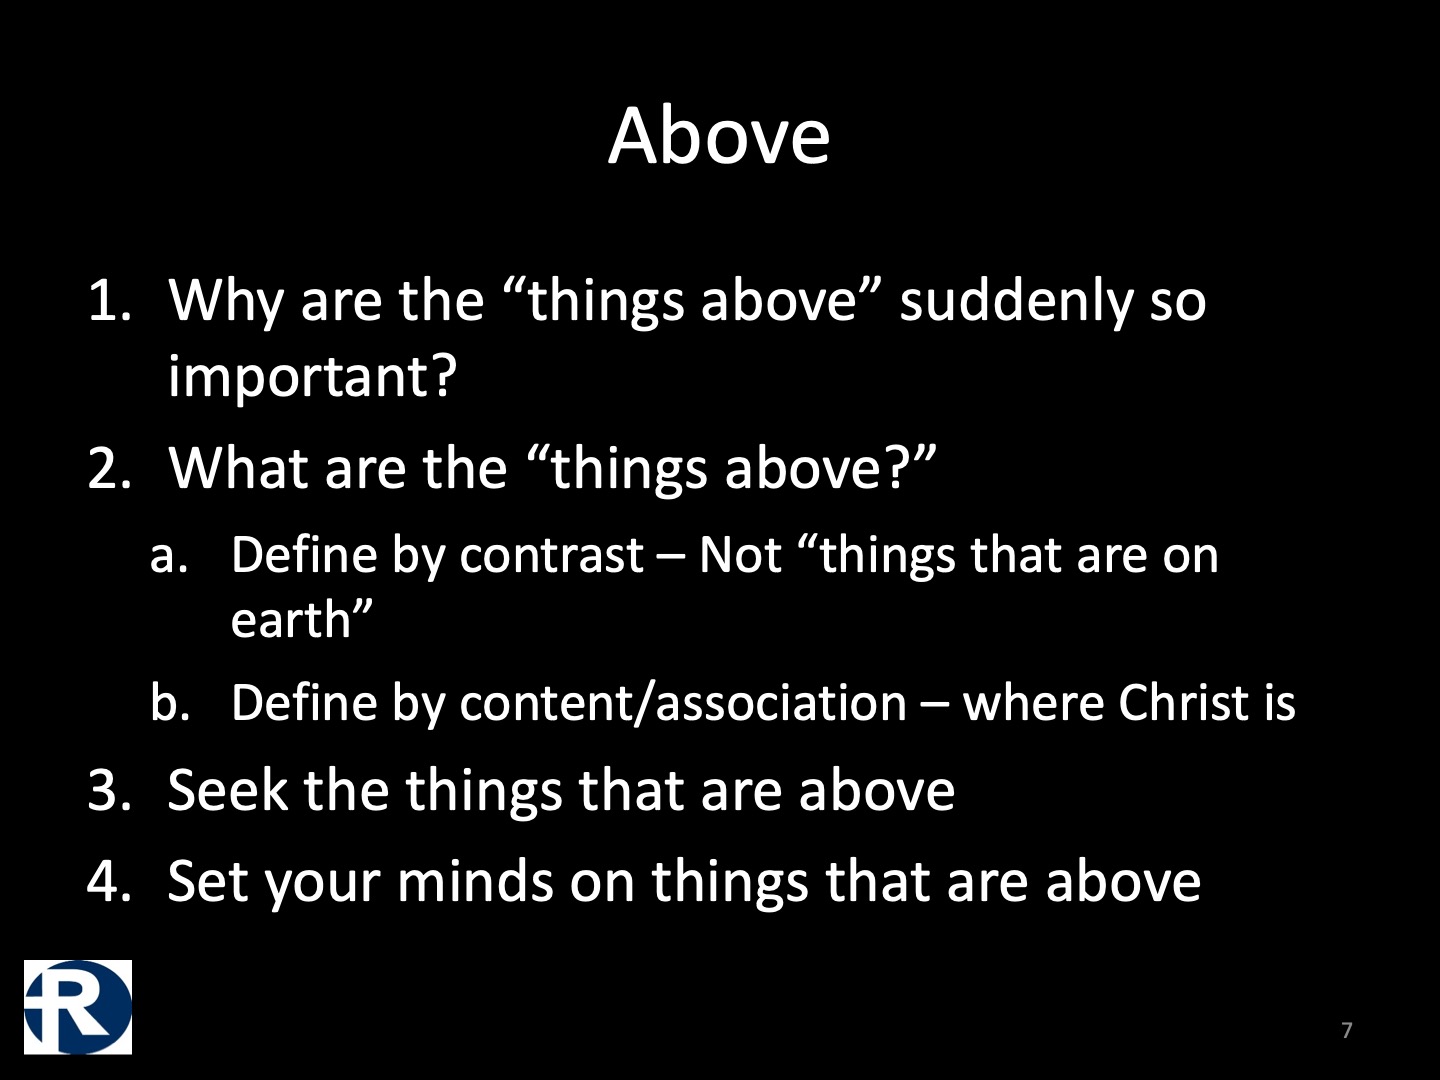 Above
1. Why are the “things above” suddenly so
important?
2. What are the “things above?”
a. Define by contrast – Not “things that are on
earth”
b. Define by content/association – where Christ is
3. Seek the things that are above
4. Set your minds on things that are above
R
7